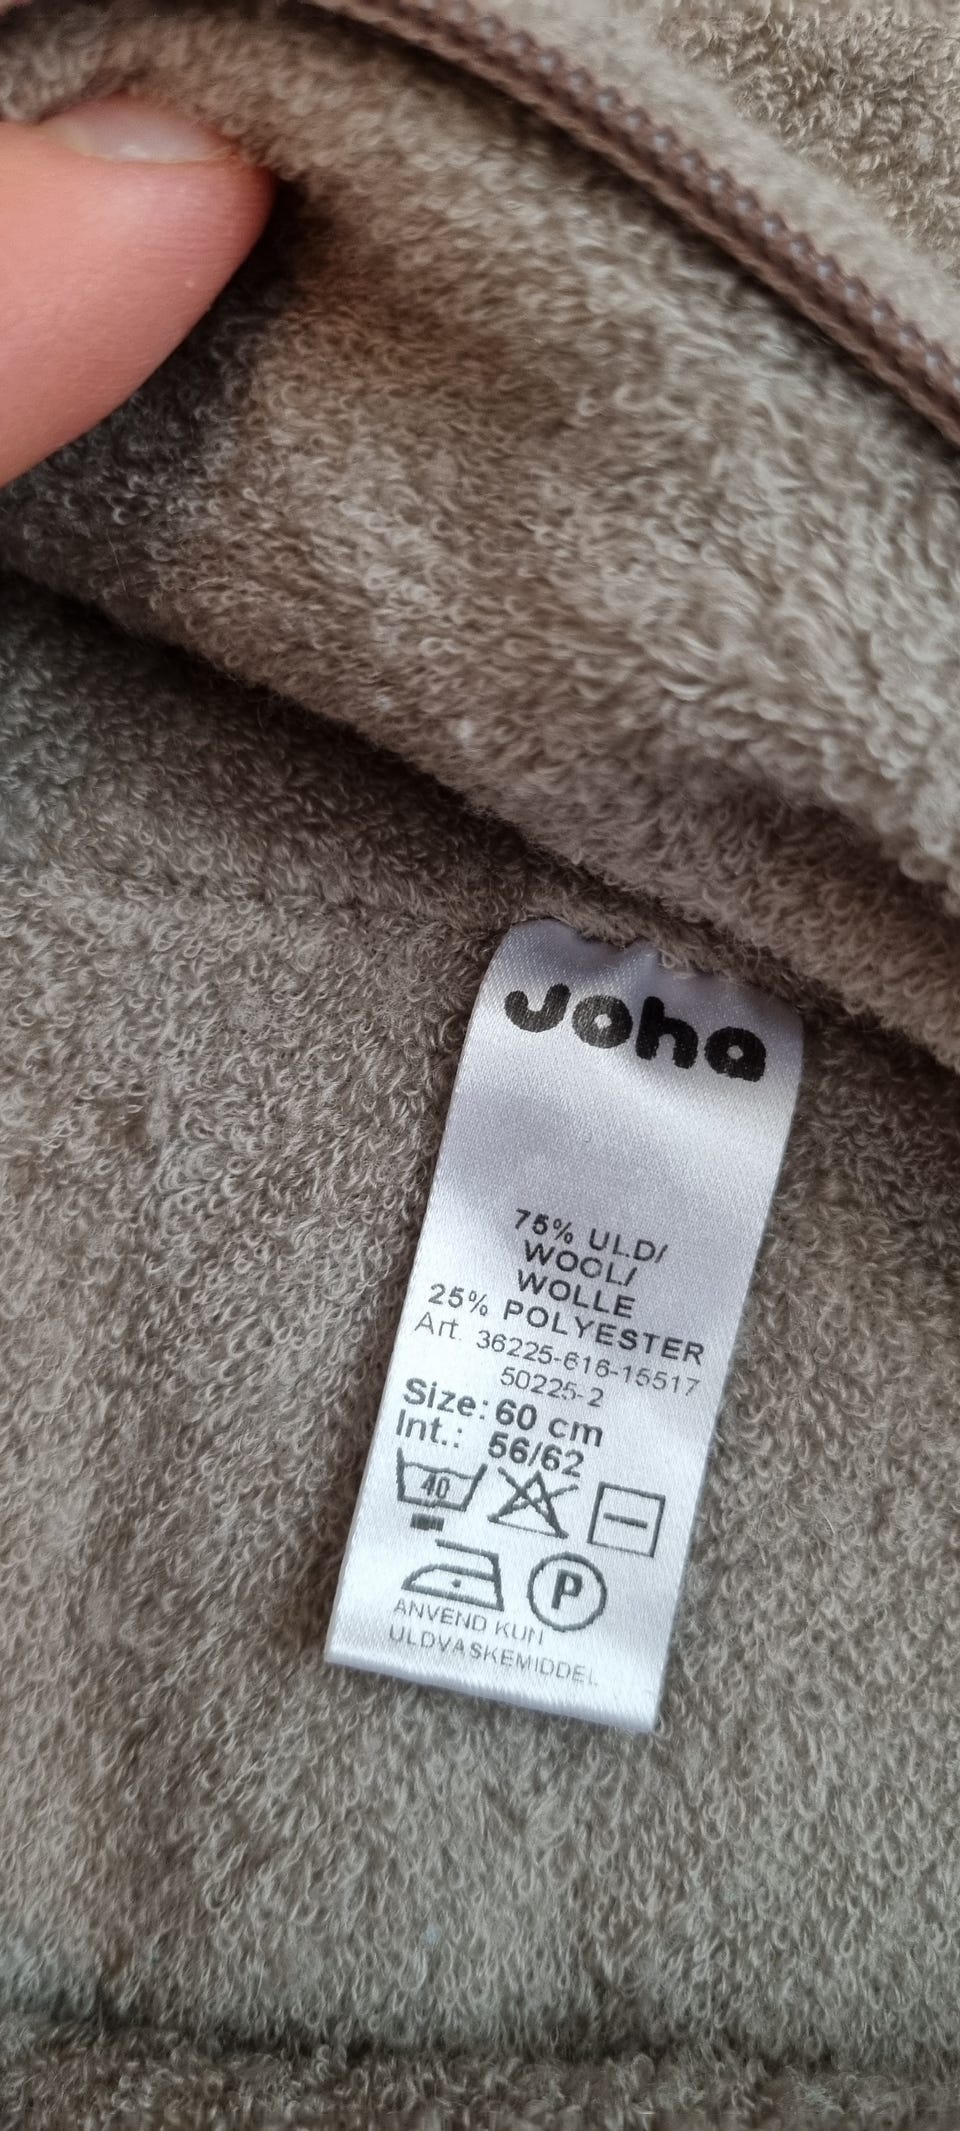 Joha
75% ULD/
WOOL/
WOLLE
25% POLYESTER
Art. 36225-616-15517
50225-2
Size: 60 cm
Int.: 56/62
40
P
ANVEND KUN
ULDVASKEMIDDEL